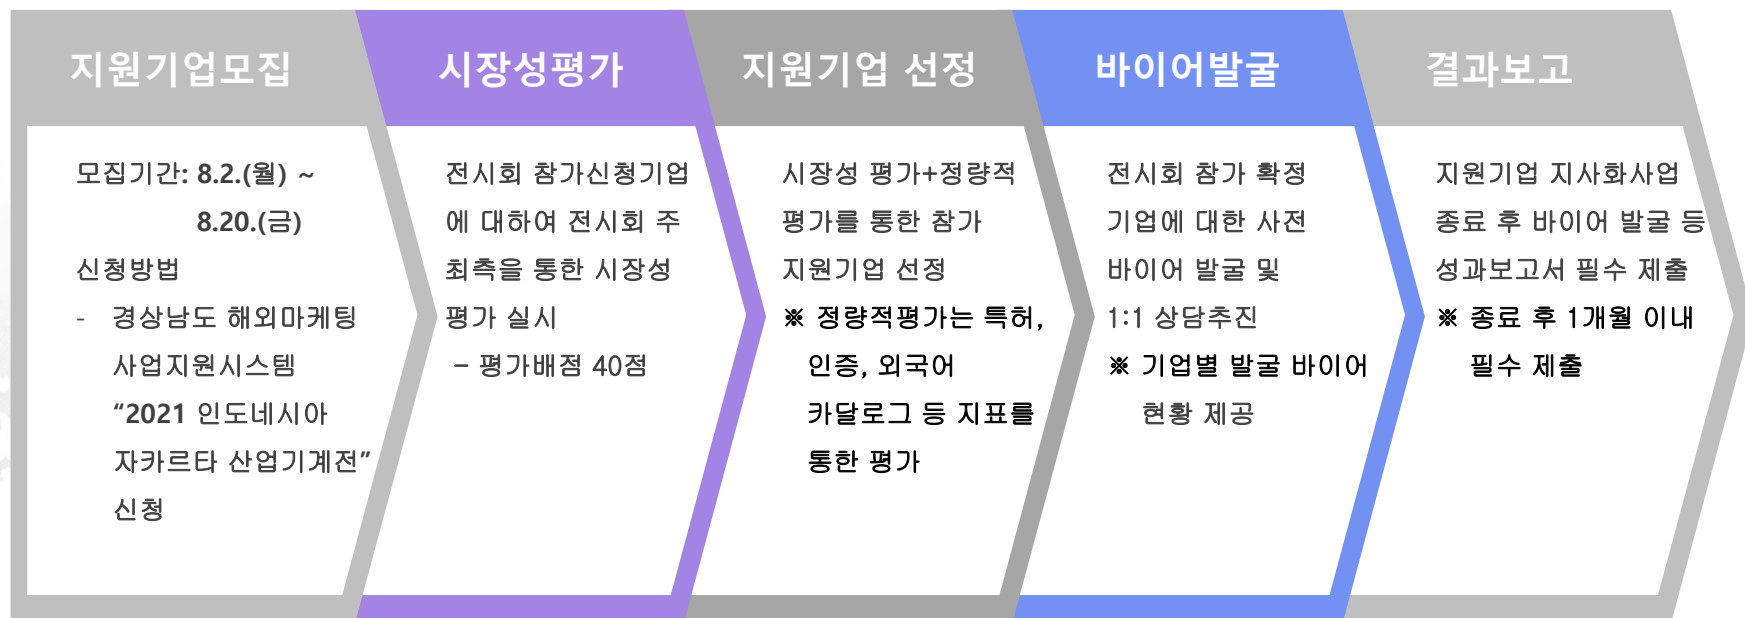 지원기업모집
모집기간: 8.2.(월) ~
8.20.(금)
신청방법
- 경상남도 해외마케팅
사업지원시스템
“2021 인도네시아
자카르타 산업기계전”
신청
시장성평가
전시회 참가신청기업
에 대하여 전시회 주
최측을 통한 시장성
평가 실시
- 평가배점 40점
지원기업 선정
시장성 평가+정량적
평가를 통한 참가
지원기업 선정
※ 정량적평가는 특허,
인증, 외국어
카달로그 등 지표를
통한 평가
바이어발굴
전시회 참가 확정
기업에 대한 사전
바이어 발굴 및
1:1 상담추진
※ 기업별 발굴 바이어
현황 제공
결과보고
지원기업 지사화사업
종료 후 바이어 발굴 등
성과보고서 필수 제출
※ 종료 후 1개월 이내
필수 제출